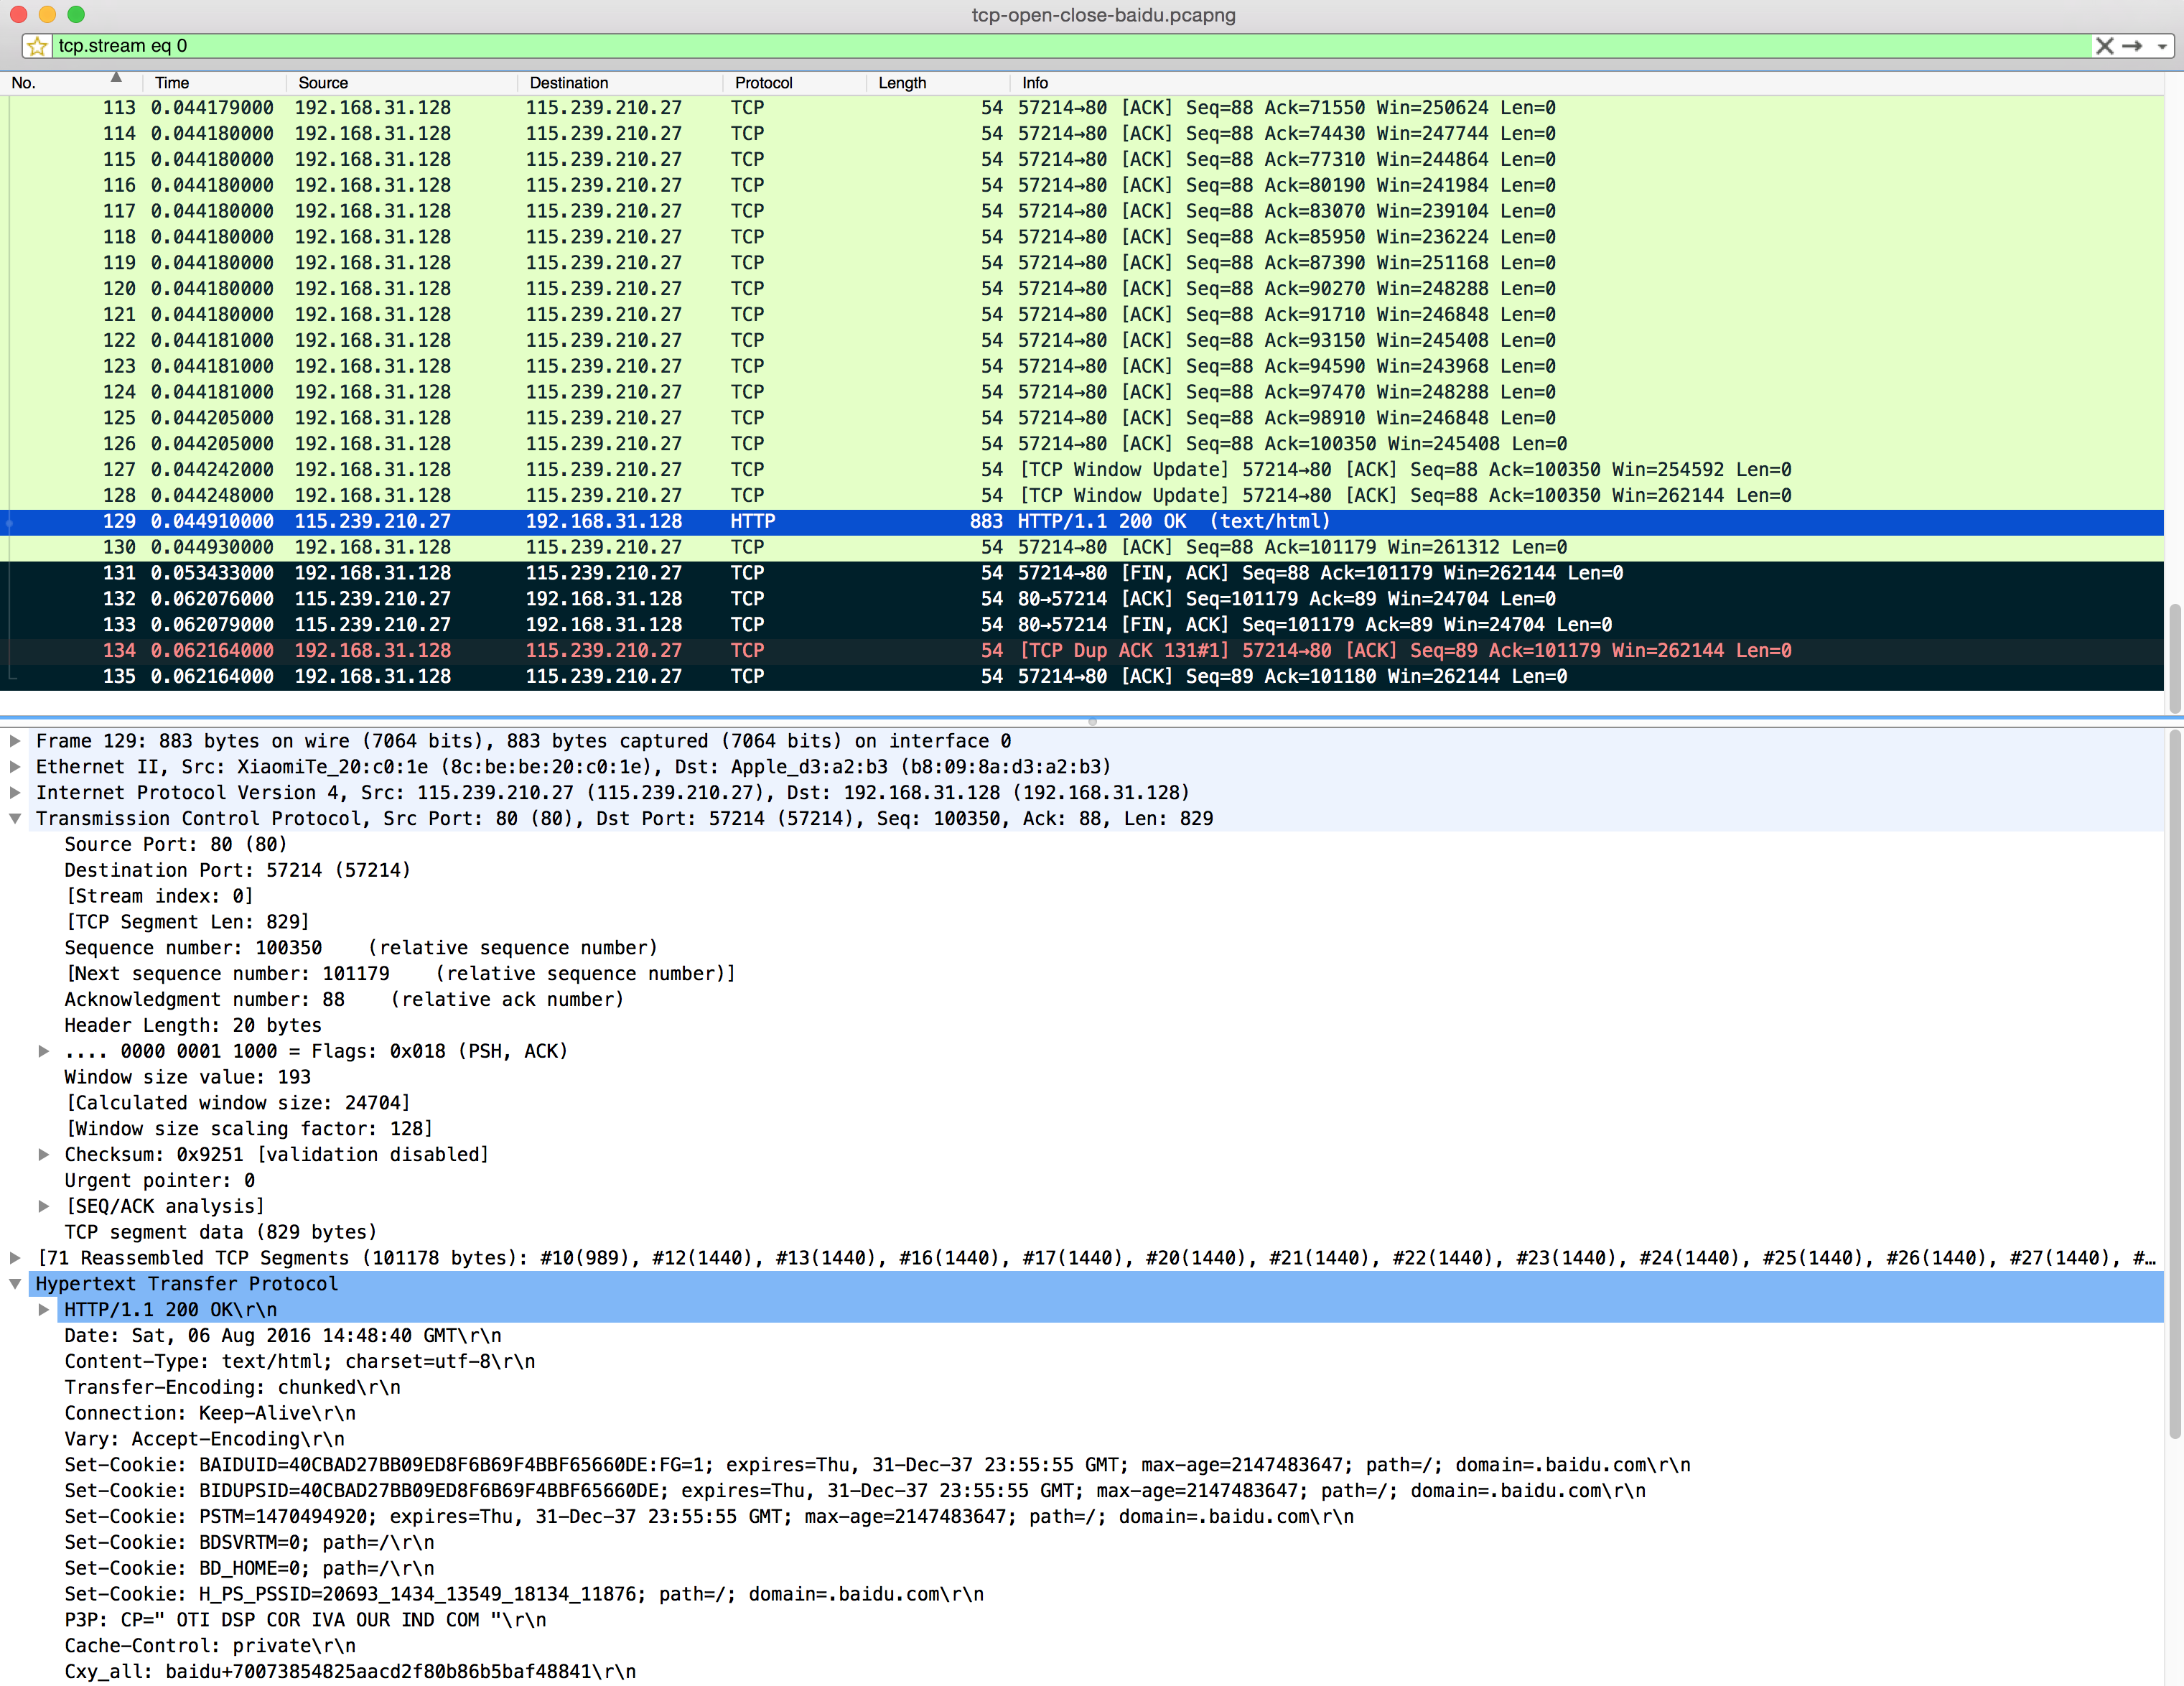 tcp-open-close-baidu.pcapng
tcp.stream eq 0
No. Time Source Destination Protocol Length Info
113 0.044179000 192.168.31.128 115.239.210.27 TCP 54 57214→80 [ACK] Seq=88 Ack=71550 Win=250624 Len=0
114 0.044180000 192.168.31.128 115.239.210.27 TCP 54 57214→80 [ACK] Seq=88 Ack=74430 Win=247744 Len=0
115 0.044180000 192.168.31.128 115.239.210.27 TCP 54 57214→80 [ACK] Seq=88 Ack=77310 Win=244864 Len=0
116 0.044180000 192.168.31.128 115.239.210.27 TCP 54 57214→80 [ACK] Seq=88 Ack=80190 Win=241984 Len=0
117 0.044180000 192.168.31.128 115.239.210.27 TCP 54 57214→80 [ACK] Seq=88 Ack=83070 Win=239104 Len=0
118 0.044180000 192.168.31.128 115.239.210.27 TCP 54 57214→80 [ACK] Seq=88 Ack=85950 Win=236224 Len=0
119 0.044180000 192.168.31.128 115.239.210.27 TCP 54 57214→80 [ACK] Seq=88 Ack=87390 Win=251168 Len=0
120 0.044180000 192.168.31.128 115.239.210.27 TCP 54 57214→80 [ACK] Seq=88 Ack=90270 Win=248288 Len=0
121 0.044180000 192.168.31.128 115.239.210.27 TCP 54 57214→80 [ACK] Seq=88 Ack=91710 Win=246848 Len=0
122 0.044181000 192.168.31.128 115.239.210.27 TCP 54 57214→80 [ACK] Seq=88 Ack=93150 Win=245408 Len=0
123 0.044181000 192.168.31.128 115.239.210.27 TCP 54 57214→80 [ACK] Seq=88 Ack=94590 Win=243968 Len=0
124 0.044181000 192.168.31.128 115.239.210.27 TCP 54 57214→80 [ACK] Seq=88 Ack=97470 Win=248288 Len=0
125 0.044205000 192.168.31.128 115.239.210.27 TCP 54 57214→80 [ACK] Seq=88 Ack=98910 Win=246848 Len=0
126 0.044205000 192.168.31.128 115.239.210.27 TCP 54 57214→80 [ACK] Seq=88 Ack=100350 Win=245408 Len=0
127 0.044242000 192.168.31.128 115.239.210.27 TCP 54 [TCP Window Update] 57214→80 [ACK] Seq=88 Ack=100350 Win=254592 Len=0
128 0.044248000 192.168.31.128 115.239.210.27 TCP 54 [TCP Window Update] 57214→80 [ACK] Seq=88 Ack=100350 Win=262144 Len=0
129 0.044910000 115.239.210.27 192.168.31.128 HTTP 883 HTTP/1.1 200 OK (text/html)
130 0.044930000 192.168.31.128 115.239.210.27 TCP 54 57214→80 [ACK] Seq=88 Ack=101179 Win=261312 Len=0
131 0.053433000 192.168.31.128 115.239.210.27 TCP 54 57214→80 [FIN, ACK] Seq=88 Ack=101179 Win=262144 Len=0
132 0.062076000 115.239.210.27 192.168.31.128 TCP 54 80→57214 [ACK] Seq=101179 Ack=89 Win=24704 Len=0
133 0.062079000 115.239.210.27 192.168.31.128 TCP 54 80→57214 [FIN, ACK] Seq=101179 Ack=89 Win=24704 Len=0
134 0.062164000 192.168.31.128 115.239.210.27 TCP 54 [TCP Dup ACK 131#1] 57214→80 [ACK] Seq=89 Ack=101179 Win=262144 Len=0
135 0.062164000 192.168.31.128 115.239.210.27 TCP 54 57214→80 [ACK] Seq=89 Ack=101180 Win=262144 Len=0
Frame 129: 883 bytes on wire (7064 bits), 883 bytes captured (7064 bits) on interface 0
Ethernet II, Src: XiaomiTe_20:c0:1e (8c:be:be:20:c0:1e), Dst: Apple_d3:a2:b3 (b8:09:8a:d3:a2:b3)
Internet Protocol Version 4, Src: 115.239.210.27 (115.239.210.27), Dst: 192.168.31.128 (192.168.31.128)
Transmission Control Protocol, Src Port: 80 (80), Dst Port: 57214 (57214), Seq: 100350, Ack: 88, Len: 829
Source Port: 80 (80)
Destination Port: 57214 (57214)
[Stream index: 0]
[TCP Segment Len: 829]
Sequence number: 100350 (relative sequence number)
[Next sequence number: 101179 (relative sequence number)]
Acknowledgment number: 88 (relative ack number)
Header Length: 20 bytes
.... 0000 0001 1000 = Flags: 0x018 (PSH, ACK)
Window size value: 193
[Calculated window size: 24704]
[Window size scaling factor: 128]
Checksum: 0x9251 [validation disabled]
Urgent pointer: 0
[SEQ/ACK analysis]
TCP segment data (829 bytes)
[71 Reassembled TCP Segments (101178 bytes): #10(989), #12(1440), #13(1440), #16(1440), #17(1440), #20(1440), #21(1440), #22(1440), #23(1440), #24(1440), #25(1440), #26(1440), #27(1440), #…
Hypertext Transfer Protocol
HTTP/1.1 200 OK\r\n
Date: Sat, 06 Aug 2016 14:48:40 GMT\r\n
Content-Type: text/html; charset=utf-8\r\n
Transfer-Encoding: chunked\r\n
Connection: Keep-Alive\r\n
Vary: Accept-Encoding\r\n
Set-Cookie: BAIDUID=40CBAD27BB09ED8F6B69F4BBF65660DE:FG=1; expires=Thu, 31-Dec-37 23:55:55 GMT; max-age=2147483647; path=/; domain=.baidu.com\r\n
Set-Cookie: BIDUPSID=40CBAD27BB09ED8F6B69F4BBF65660DE; expires=Thu, 31-Dec-37 23:55:55 GMT; max-age=2147483647; path=/; domain=.baidu.com\r\n
Set-Cookie: PSTM=1470494920; expires=Thu, 31-Dec-37 23:55:55 GMT; max-age=2147483647; path=/; domain=.baidu.com\r\n
Set-Cookie: BDSVRTM=0; path=/\r\n
Set-Cookie: BD_HOME=0; path=/\r\n
Set-Cookie: H_PS_PSSID=20693_1434_13549_18134_11876; path=/; domain=.baidu.com\r\n
P3P: CP=" OTI DSP COR IVA OUR IND COM "\r\n
Cache-Control: private\r\n
Cxy_all: baidu+70073854825aacd2f80b86b5baf48841\r\n